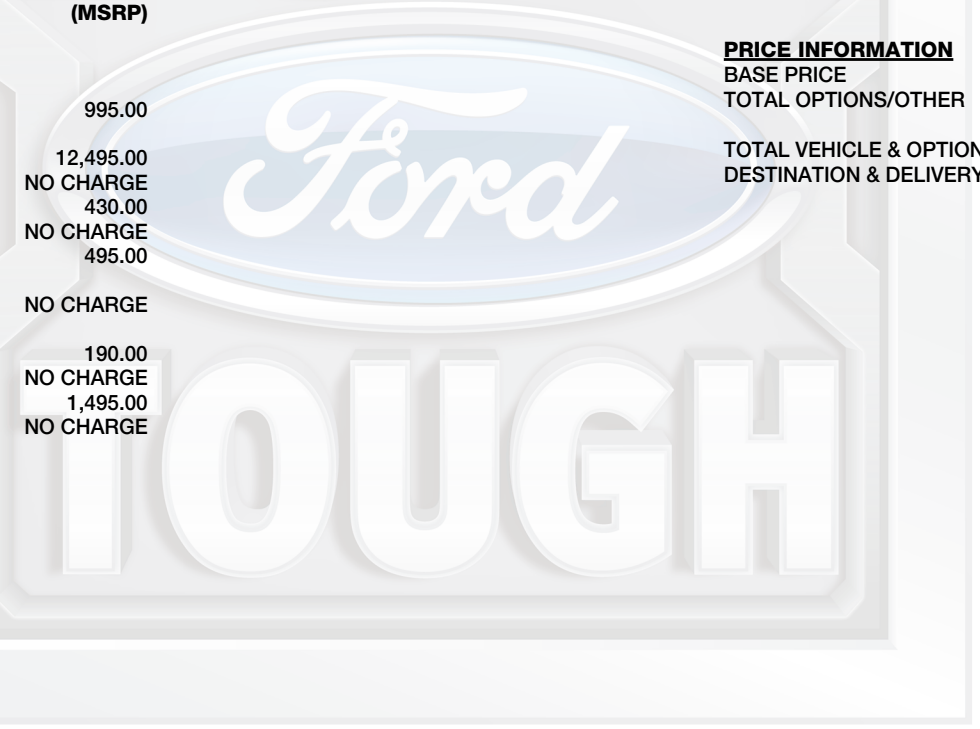 (MSRP)
995.00
12,495.00
NO CHARGE
430.00
NO CHARGE
495.00
NO CHARGE
190.00
NO CHARGE
1,495.00
NO CHARGE
PRICE INFORMATION
BASE PRICE
TOTAL OPTIONS/OTHER
TOTAL VEHICLE & OPTION
DESTINATION & DELIVERY
Ford
TOUGH